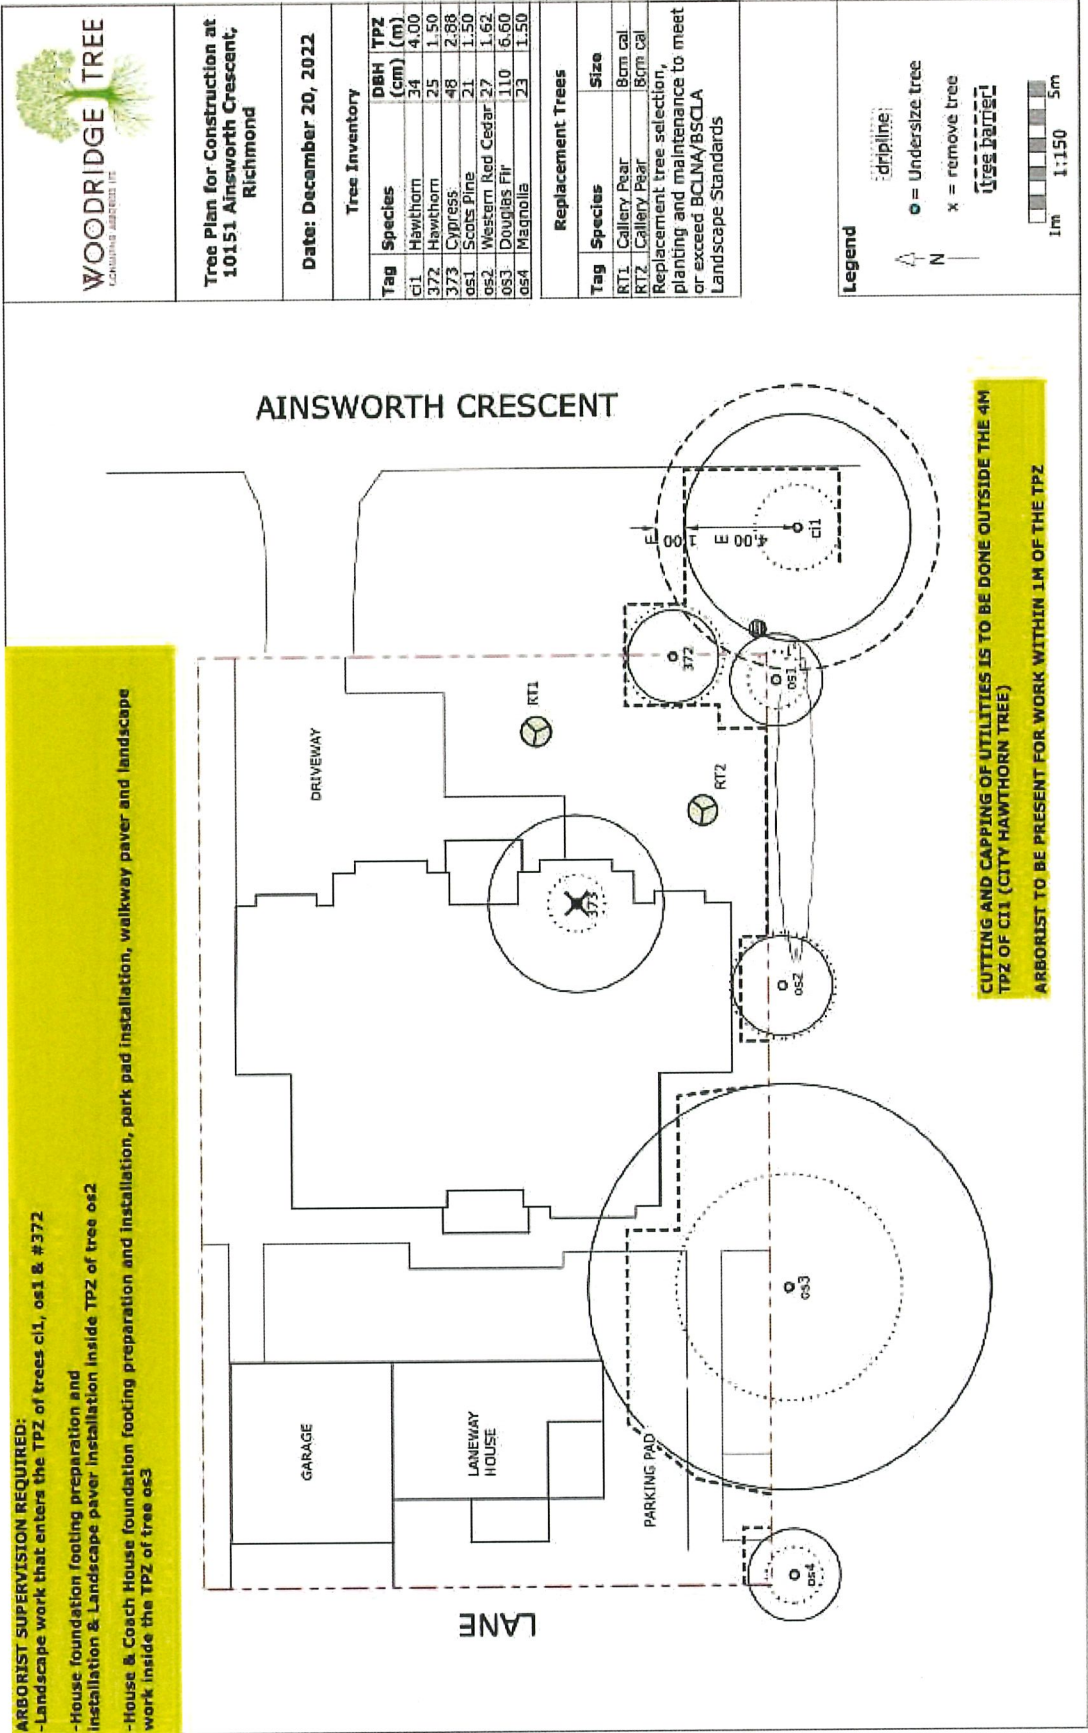 ARBORIST SUPERVISION REQUIRED:
-Landscape work that enters the TPZ of trees ci1, os1 & #372
-House foundation footing preparation and
installation & Landscape paver installation inside TPZ of tree os2
-House & Coach House foundation footing preparation and installation, park pad installation, walkway paver and landscape
work inside the TPZ of tree os3
WOODRIDGE TREE
CONSULTING ARBORISTS LTD
Tree Plan for Construction at
10151 Ainsworth Crescent,
Richmond
Date: December 20, 2022
Tree Inventory
Tag Species DBH (cm) TPZ (m)
ci1 Hawthorn 34 4.00
372 Hawthorn 25 1.50
373 Cypress 48 2.88
os1 Scots Pine 21 1.50
os2 Western Red Cedar 27 1.62
os3 Douglas Fir 110 6.60
os4 Magnolia 23 1.50
Replacement Trees
Tag Species Size
RT1 Callery Pear 8cm cal
RT2 Callery Pear 8cm cal
Replacement tree selection,
planting and maintenance to meet
or exceed BCLNA/BSCLA
Landscape Standards
Legend
N
dripline
= Undersize tree
x = remove tree
tree barrier
1m 5m
1:150
AINSWORTH CRESCENT
DRIVEWAY
RT1
RT2
372
373
ci1
1.00 m
4.00 m
os1
os2
os3
os4
GARAGE
LANEWAY
HOUSE
PARKING PAD
LANE
CUTTING AND CAPPING OF UTILITIES IS TO BE DONE OUTSIDE THE 4M
TPZ OF CI1 (CITY HAWTHORN TREE)
ARBORIST TO BE PRESENT FOR WORK WITHIN 1M OF THE TPZ